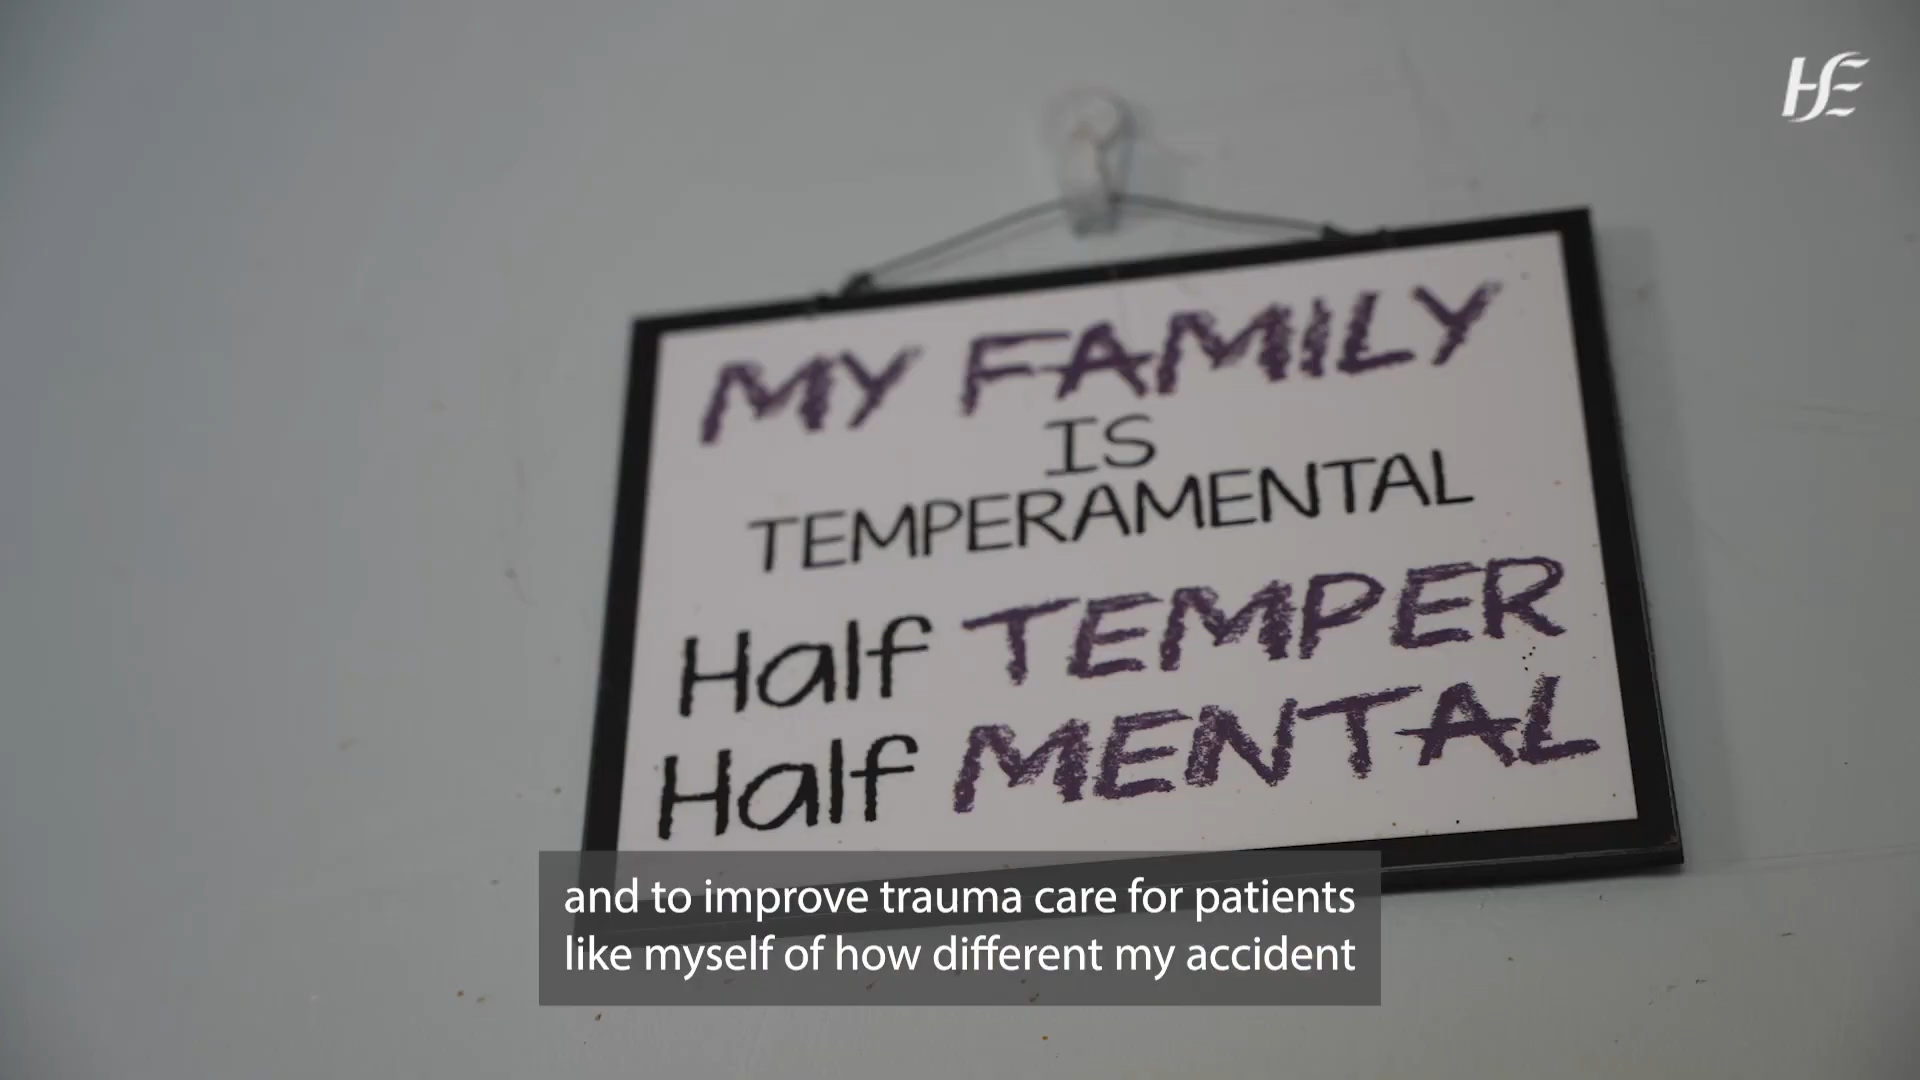 HSE
MY FAMILY
IS
TEMPERAMENTAL
Half TEMPER
Half MENTAL
and to improve trauma care for patients
like myself of how different my accident